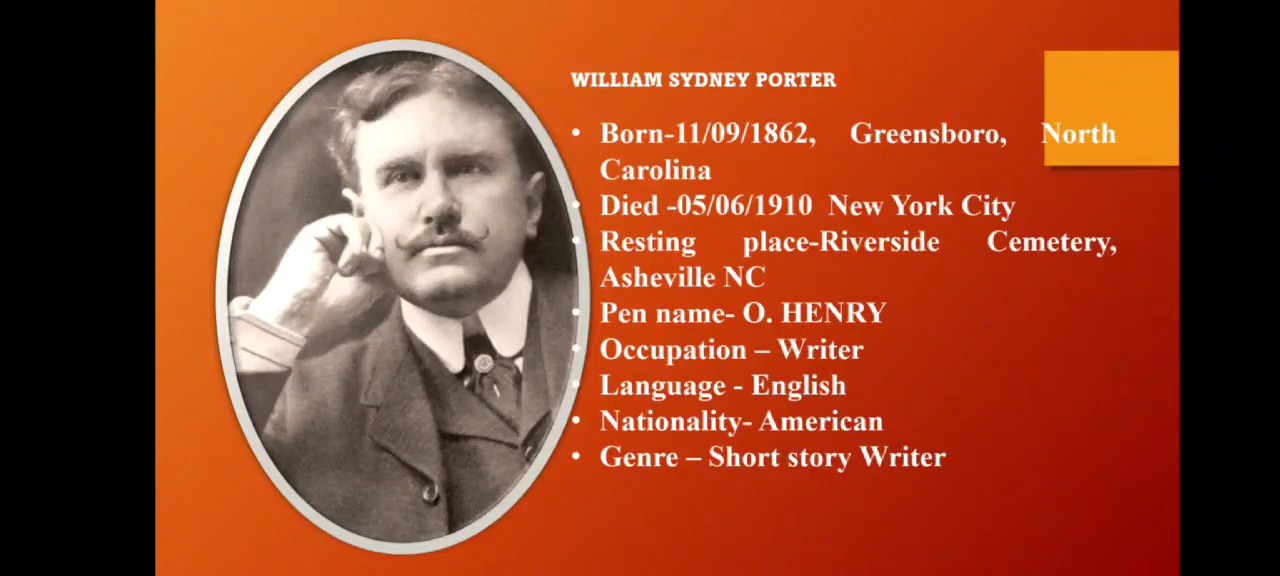 WILLIAM SYDNEY PORTER
• Born-11/09/1862, Greensboro, North
Carolina
• Died -05/06/1910 New York City
• Resting place-Riverside Cemetery,
Asheville NC
• Pen name- O. HENRY
• Occupation – Writer
• Language - English
• Nationality- American
• Genre – Short story Writer